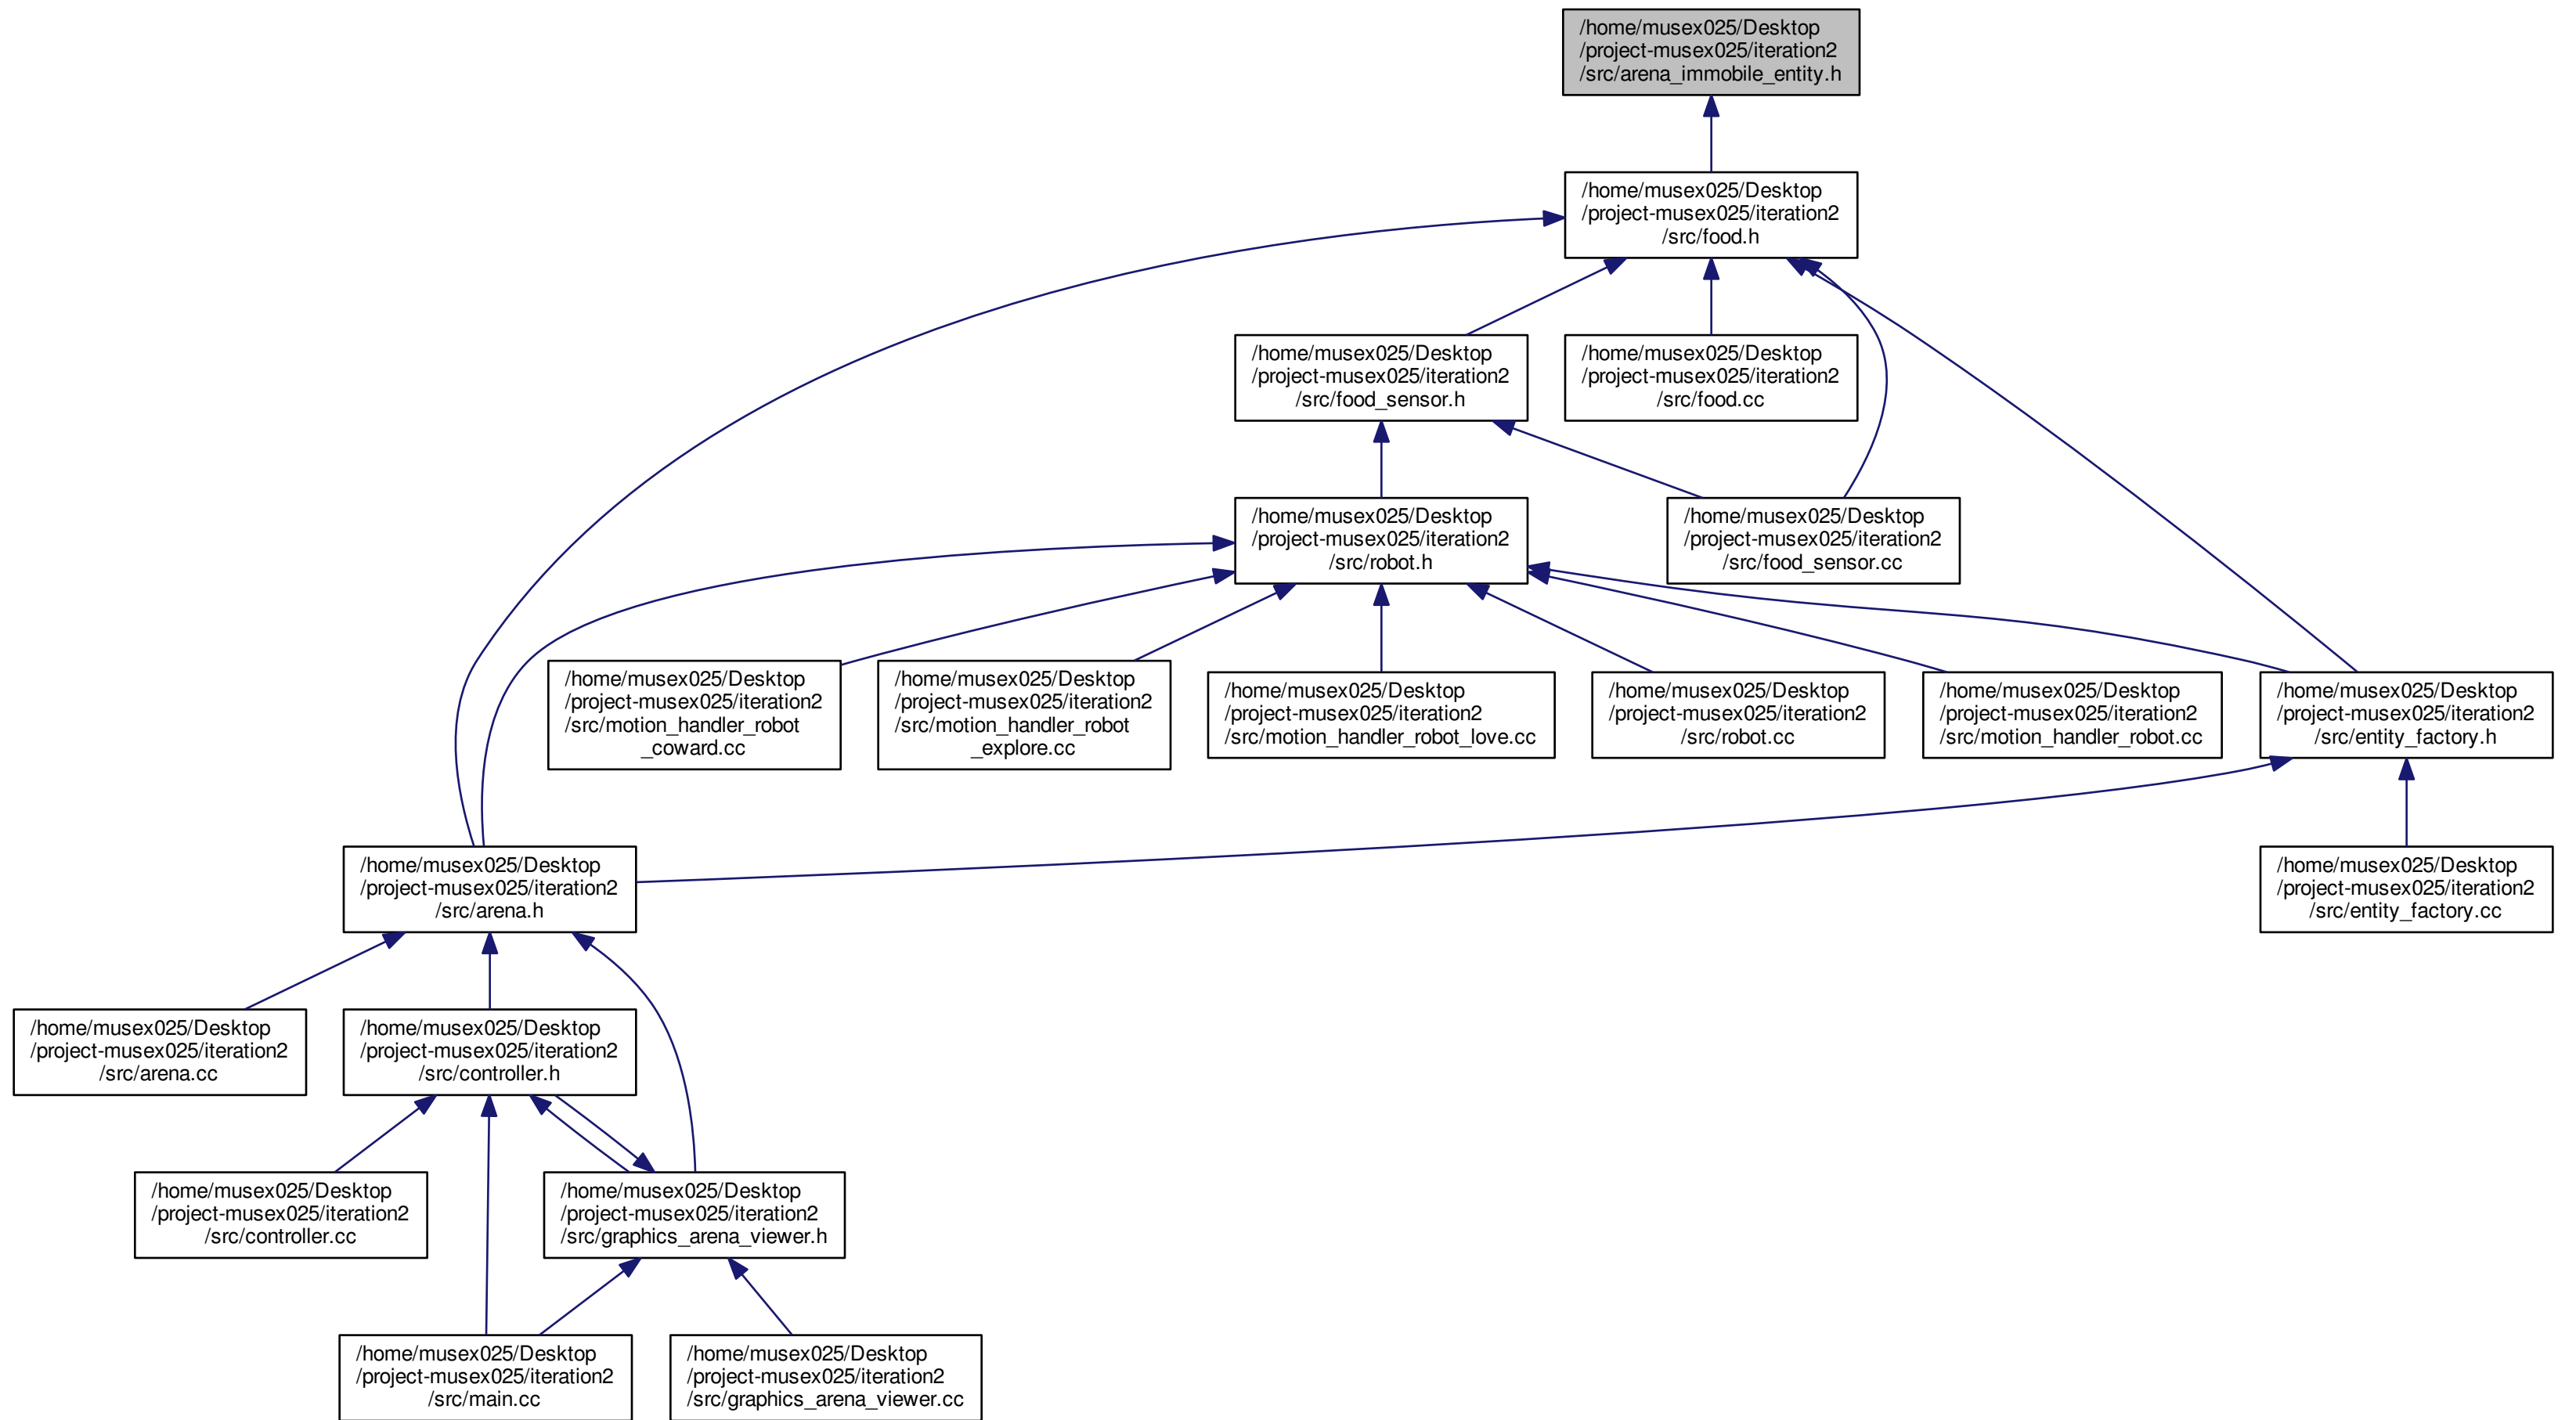 /home/musex025/Desktop
/project-musex025/iteration2
/src/arena_immobile_entity.h
/home/musex025/Desktop
/project-musex025/iteration2
/src/food.h
/home/musex025/Desktop
/project-musex025/iteration2
/src/food_sensor.h
/home/musex025/Desktop
/project-musex025/iteration2
/src/food.cc
/home/musex025/Desktop
/project-musex025/iteration2
/src/robot.h
/home/musex025/Desktop
/project-musex025/iteration2
/src/food_sensor.cc
/home/musex025/Desktop
/project-musex025/iteration2
/src/motion_handler_robot
_coward.cc
/home/musex025/Desktop
/project-musex025/iteration2
/src/motion_handler_robot
_explore.cc
/home/musex025/Desktop
/project-musex025/iteration2
/src/motion_handler_robot_love.cc
/home/musex025/Desktop
/project-musex025/iteration2
/src/robot.cc
/home/musex025/Desktop
/project-musex025/iteration2
/src/motion_handler_robot.cc
/home/musex025/Desktop
/project-musex025/iteration2
/src/entity_factory.h
/home/musex025/Desktop
/project-musex025/iteration2
/src/arena.h
/home/musex025/Desktop
/project-musex025/iteration2
/src/entity_factory.cc
/home/musex025/Desktop
/project-musex025/iteration2
/src/arena.cc
/home/musex025/Desktop
/project-musex025/iteration2
/src/controller.h
/home/musex025/Desktop
/project-musex025/iteration2
/src/controller.cc
/home/musex025/Desktop
/project-musex025/iteration2
/src/graphics_arena_viewer.h
/home/musex025/Desktop
/project-musex025/iteration2
/src/main.cc
/home/musex025/Desktop
/project-musex025/iteration2
/src/graphics_arena_viewer.cc